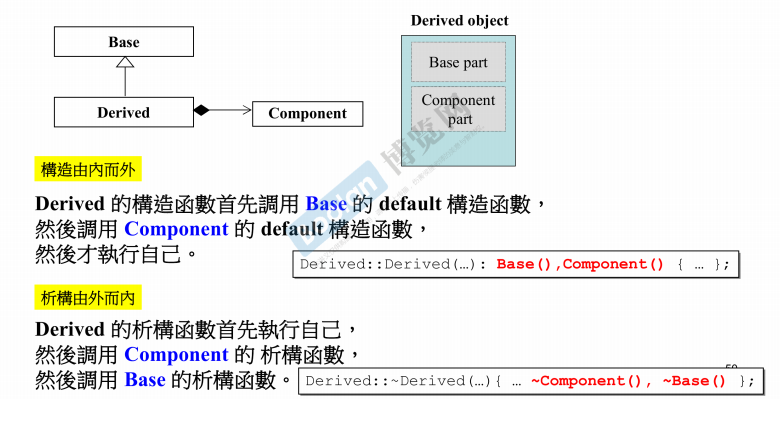 Derived object
Base
Base part
Derived
Component
Component
part
構造由內而外
Derived 的構造函數首先調用 Base 的 default 構造函數，
然後調用 Component 的 default 構造函數，
然後才執行自己。
Derived::Derived(…): Base(),Component() { … };
析構由外而內
Derived 的析構函數首先執行自己，
然後調用 Component 的 析構函數，
然後調用 Base 的析構函數。
Derived::~Derived(…){ … ~Component(), ~Base() };
博览网